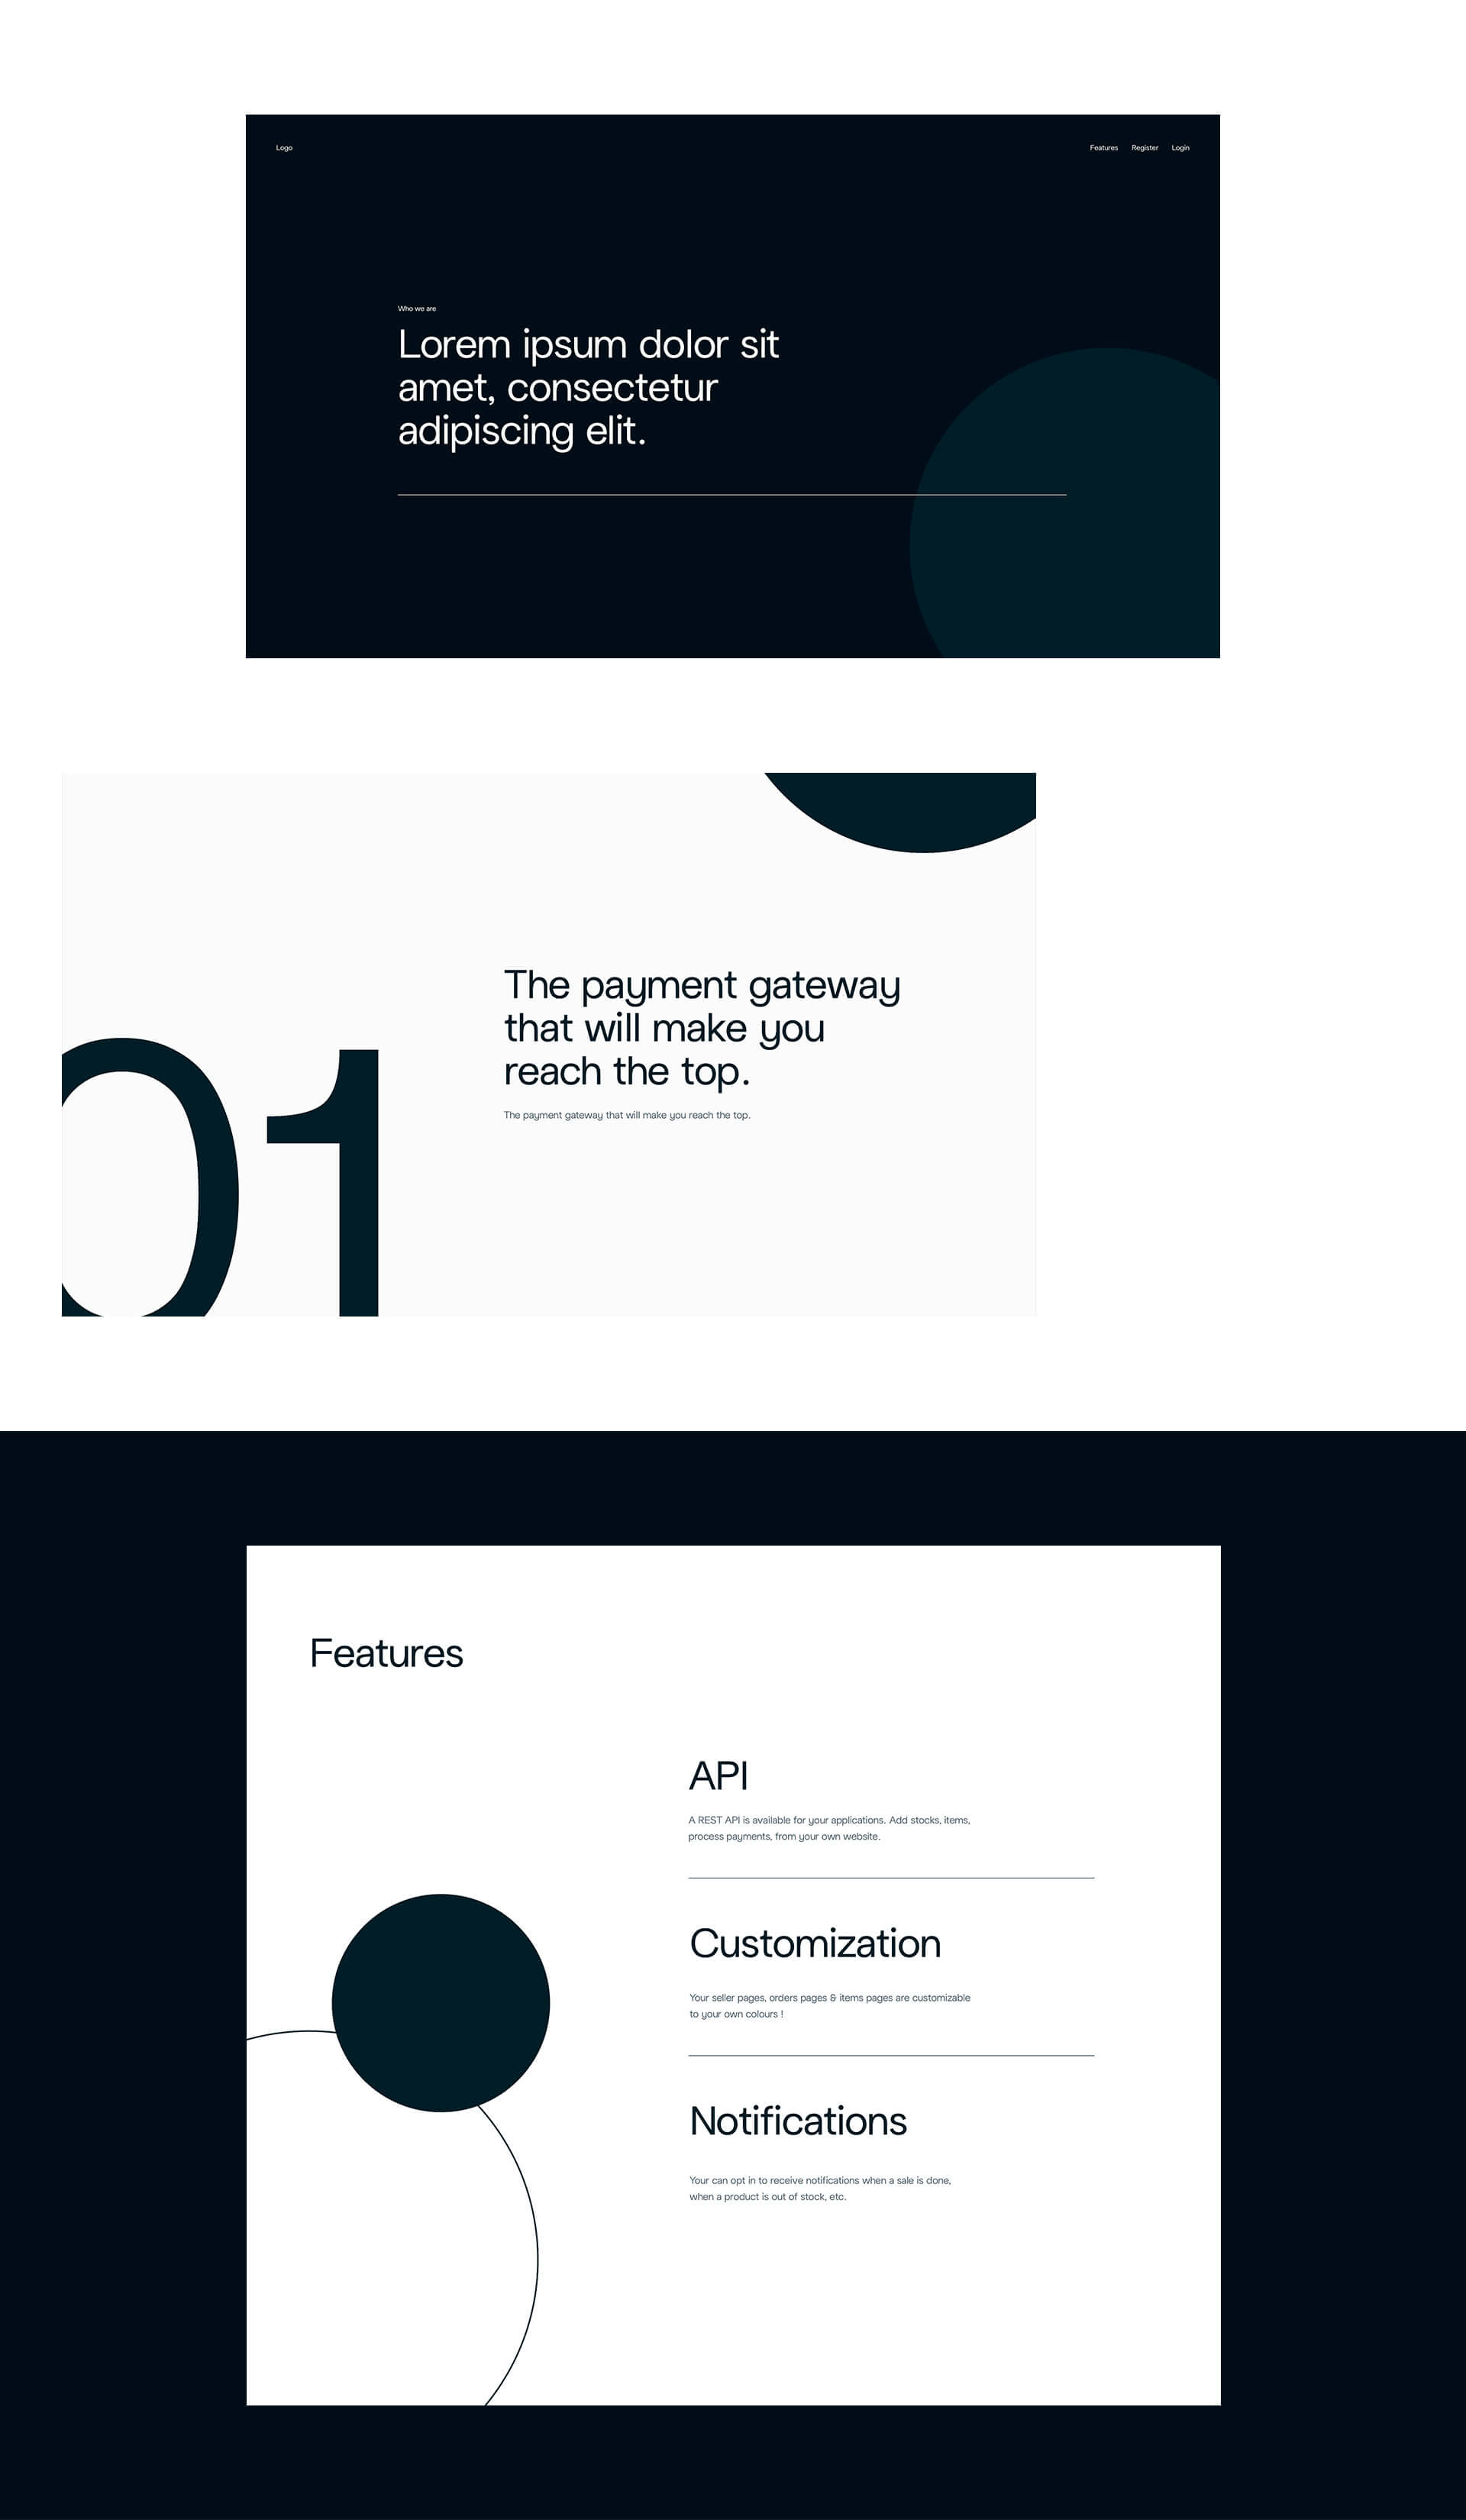 Logo
Features Register Login
Who we are
Lorem ipsum dolor sit
amet, consectetur
adipiscing elit.
The payment gateway
that will make you
reach the top.
The payment gateway that will make you reach the top.
01
Features
API
A REST API is available for your applications. Add stocks, items,
process payments, from your own website.
Customization
Your seller pages, orders pages & items pages are customizable
to your own colours !
Notifications
Your can opt in to receive notifications when a sale is done,
when a product is out of stock, etc.